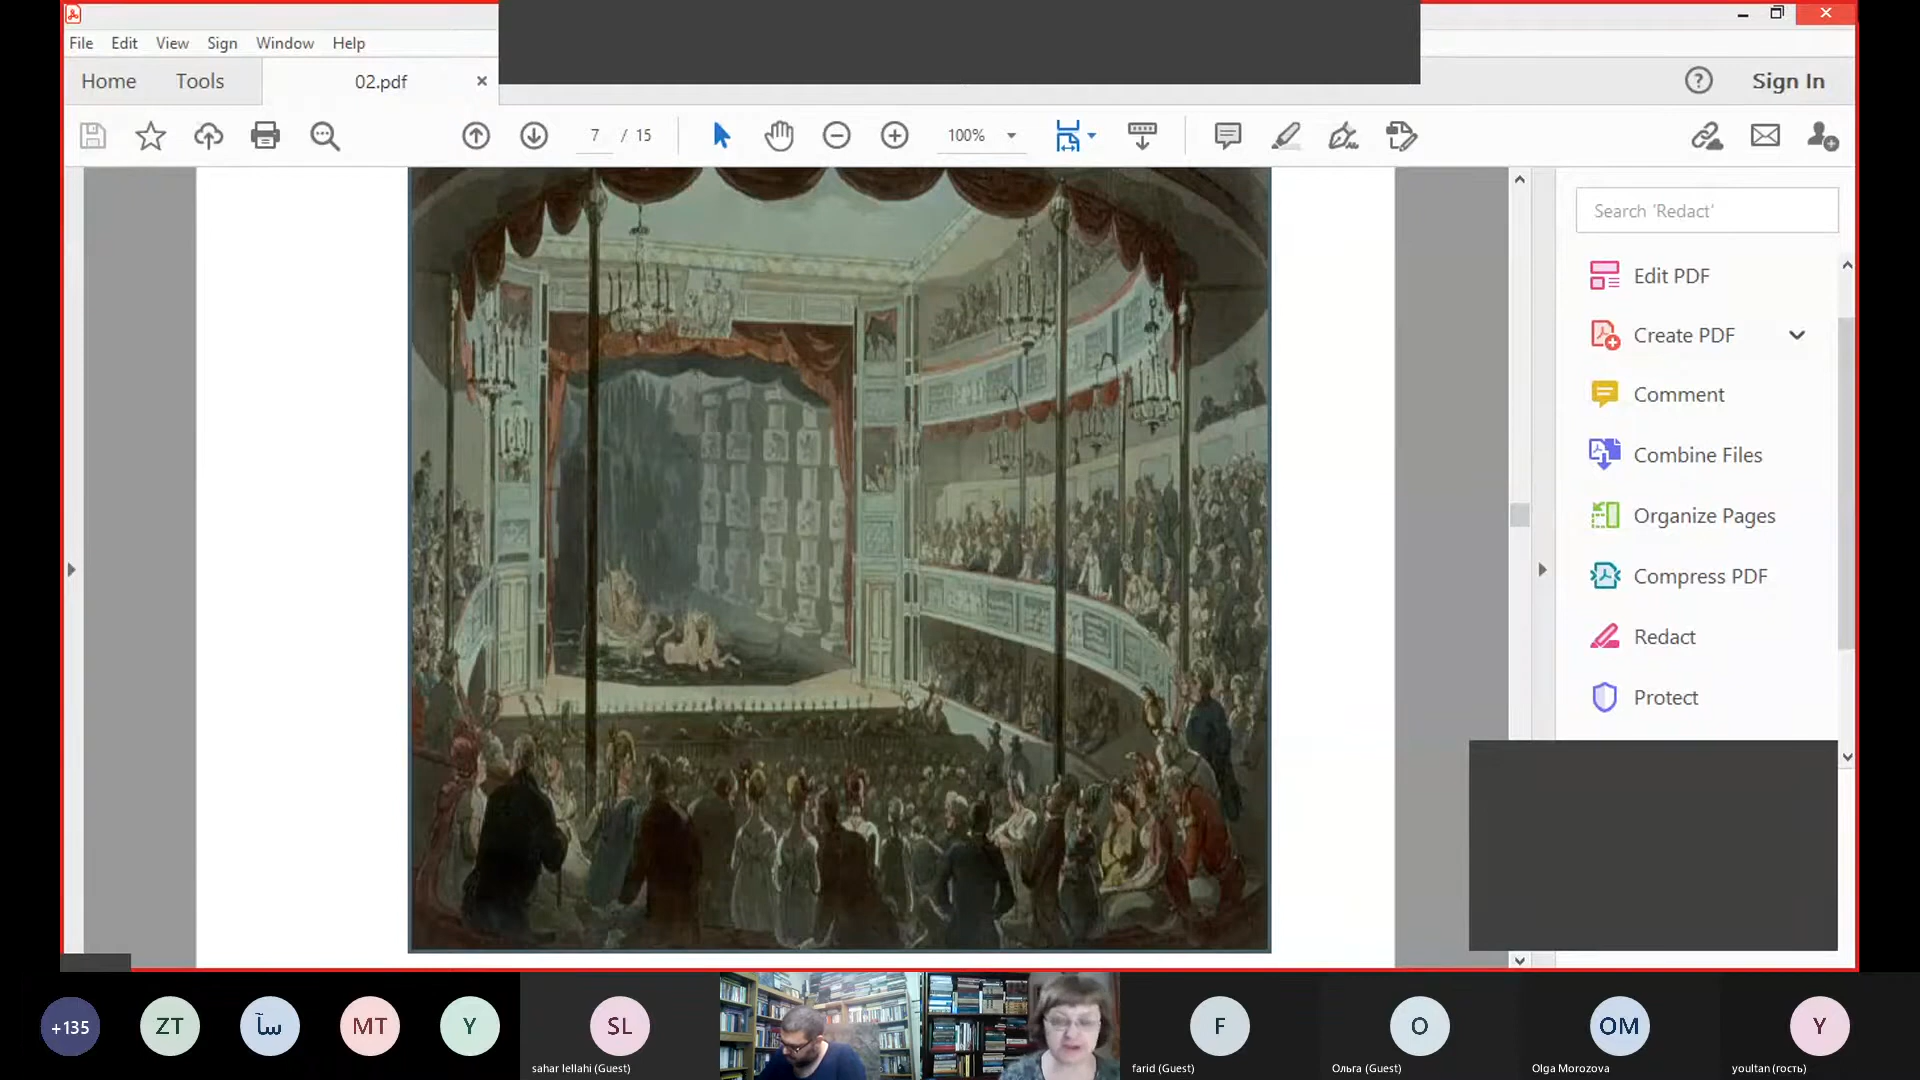 File Edit View Sign Window Help
Home Tools 02.pdf Sign In
7 / 15 100%
Search 'Redact'
Edit PDF
Create PDF
Comment
Combine Files
Organize Pages
Compress PDF
Redact
Protect
+135 ZT سآ MT Y SL F O OM Y
sahar lellahi (Guest) farid (Guest) Ольга (Guest) Olga Morozova youltan (гость)